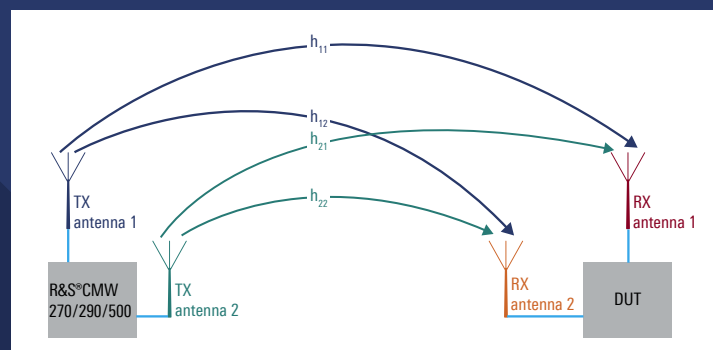 h11
h12
h21
h22
TX
antenna 1
RX
antenna 1
R&S®CMW
270/290/500
TX
antenna 2
RX
antenna 2
DUT